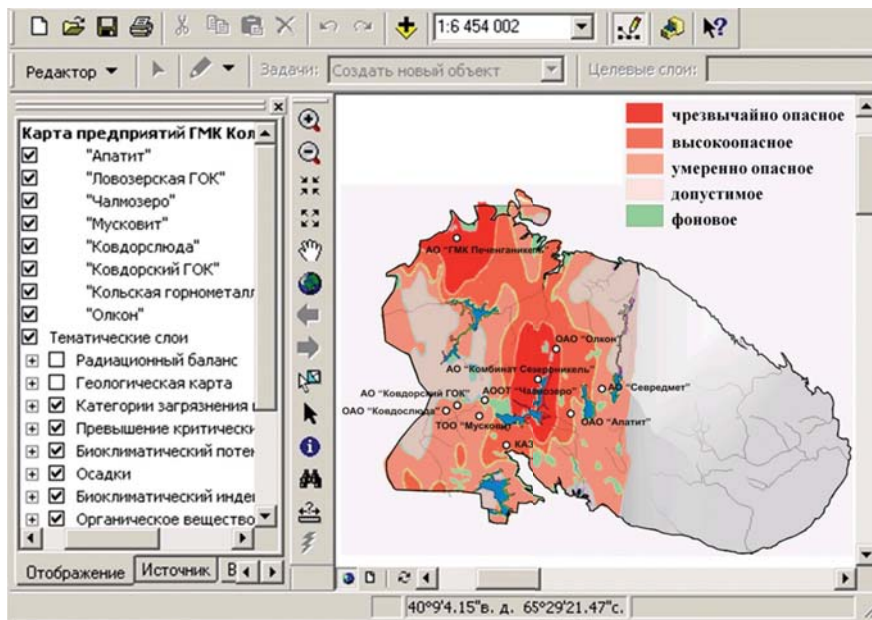 1:6 454 002
Редактор
Задачи:
Создать новый объект
Целевые слои:
Карта предприятий ГМК Кол
"Апатит"
"Ловозерская ГОК"
"Чалмозеро"
"Мусковит"
"Ковдорслюда"
"Ковдорский ГОК"
"Кольская горнометалл
"Олкон"
Тематические слои
Радиационный баланс
Геологическая карта
Категории загрязнения
Превышение критически
Биоклиматический потен
Осадки
Биоклиматический инде
Органическое вещество
Отображение
Источник
В
чрезвычайно опасное
высокоопасное
умеренно опасное
допустимое
фоновое
АО "ГМК Печенганикель"
ОАО "Олкон"
АО "Комбинат Североникель"
АО "Ковдорский ГОК"
АООТ "Чалмозеро"
АО "Севредмет"
ОАО "Ковдослюда"
ТОО "Мусковит"
ОАО "Апатит"
КАЗ
40°9'4.15"в. д. 65°29'21.47"с.